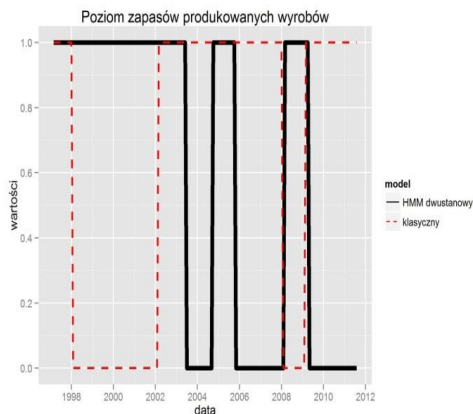 Poziom zapasów produkowanych wyrobów
1.0
0.8
0.6
0.4
0.2
0.0
wartości
1998 2000 2002 2004 2006 2008 2010 2012
data
model
HMM dwustanowy
klasyczny